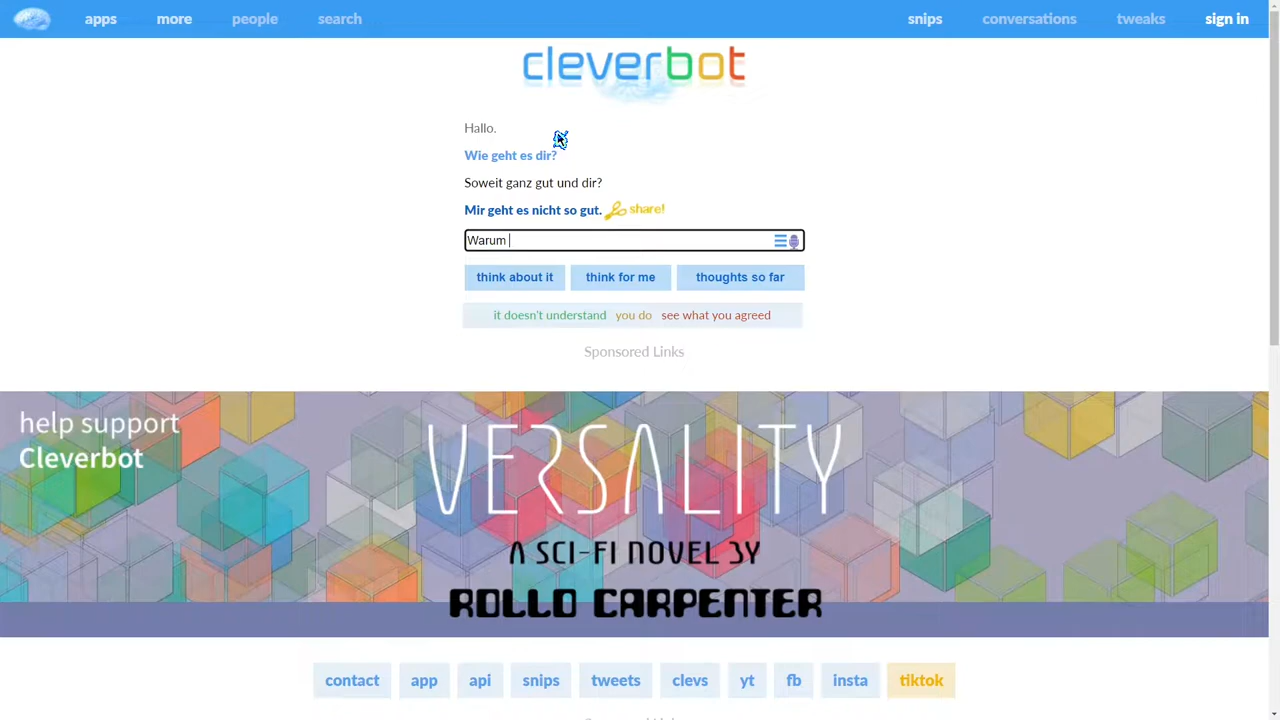 apps more people search snips conversations tweaks sign in
cleverbot
Hallo.
Wie geht es dir?
Soweit ganz gut und dir?
Mir geht es nicht so gut. share!
Warum
think about it think for me thoughts so far
it doesn't understand you do see what you agreed
Sponsored Links
help support
Cleverbot
VERSALITY
A SCI-FI NOVEL BY
ROLLO CARPENTER
contact app api snips tweets clevs yt fb insta tiktok